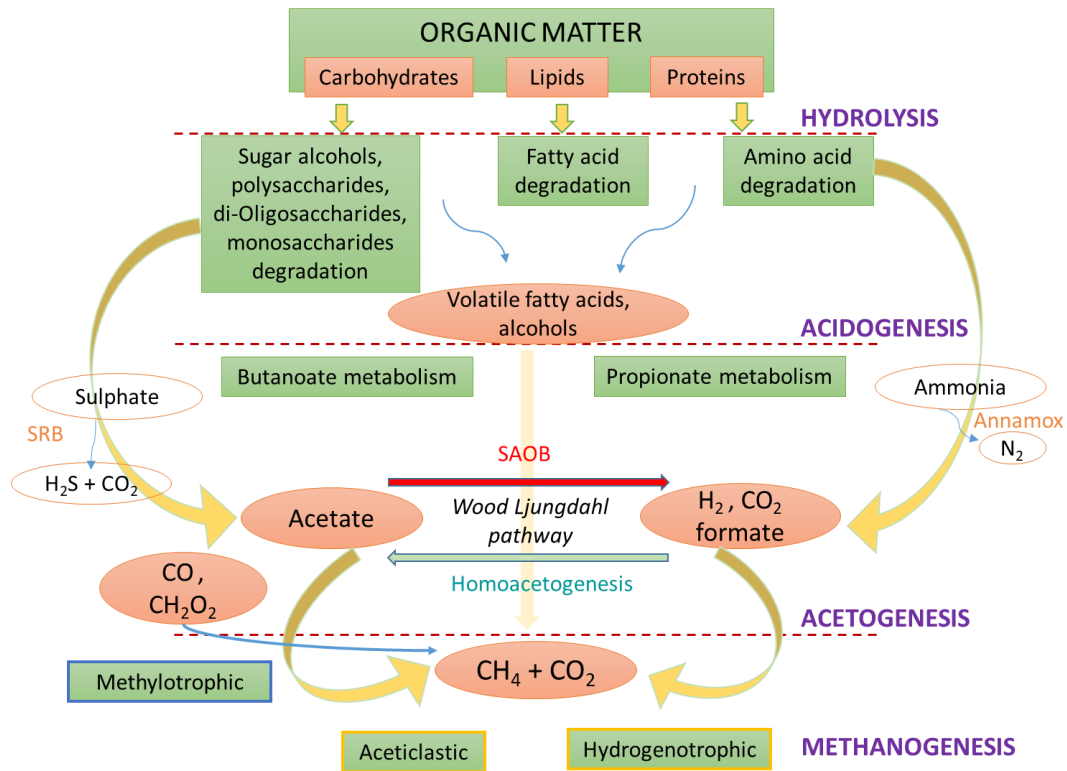 ORGANIC MATTER
Carbohydrates
Lipids
Proteins
HYDROLYSIS
Sugar alcohols,
polysaccharides,
di-Oligosaccharides,
monosaccharides
degradation
Fatty acid
degradation
Amino acid
degradation
Volatile fatty acids,
alcohols
ACIDOGENESIS
Butanoate metabolism
Propionate metabolism
Sulphate
Ammonia
SRB
Annamox
N₂
H₂S + CO₂
SAOB
Acetate
Wood Ljungdahl
pathway
H₂ , CO₂
formate
Homoacetogenesis
CO ,
CH₂O₂
ACETOGENESIS
CH₄ + CO₂
Methylotrophic
Aceticlastic
Hydrogenotrophic
METHANOGENESIS